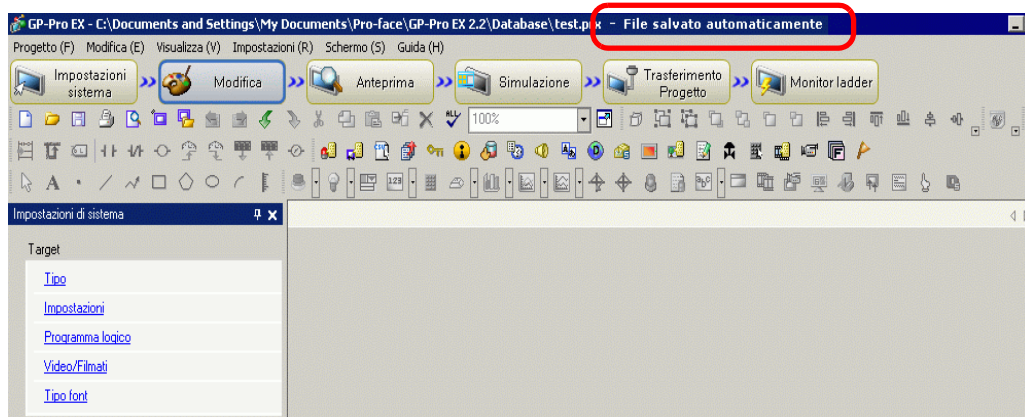 GP-Pro EX - C:\Documents and Settings\My Documents\Pro-face\GP-Pro EX 2.2\Database\test.prx - File salvato automaticamente
Progetto (F) Modifica (E) Visualizza (V) Impostazioni (R) Schermo (S) Guida (H)
Impostazioni sistema
Modifica
Anteprima
Simulazione
Trasferimento Progetto
Monitor ladder
100%
Impostazioni di sistema
Target
Tipo
Impostazioni
Programma logico
Video/Filmati
Tipo font